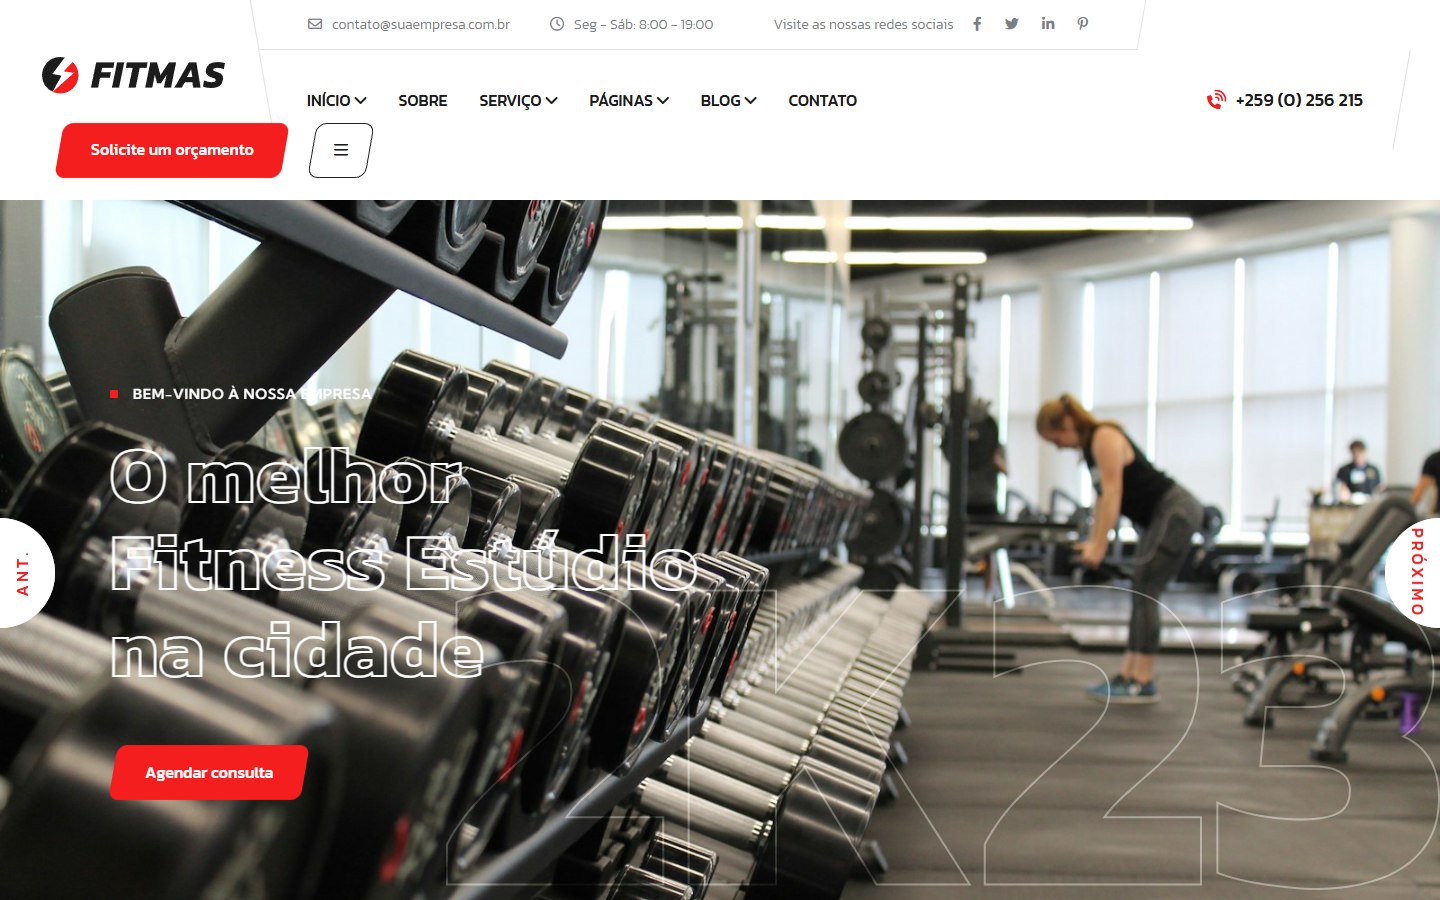 contato@suaempresa.com.br
Seg - Sáb: 8:00 - 19:00
Visite as nossas redes sociais
FITMAS
INÍCIO
SOBRE
SERVIÇO
PÁGINAS
BLOG
CONTATO
+259 (0) 256 215
Solicite um orçamento
BEM-VINDO À NOSSA EMPRESA
O melhor
Fitness Estúdio
na cidade
ANT.
PRÓXIMO
Agendar consulta
2K23